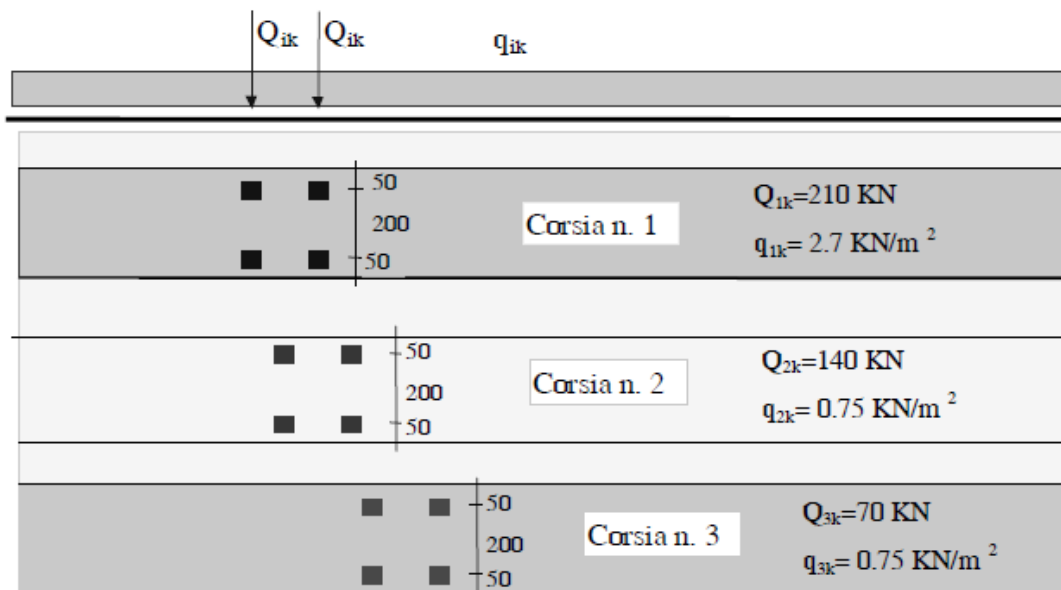 Qik Qik qik
50
200
50
Corsia n. 1
Q1k=210 KN
q1k= 2.7 KN/m 2
50
200
50
Corsia n. 2
Q2k=140 KN
q2k= 0.75 KN/m 2
50
200
50
Corsia n. 3
Q3k=70 KN
q3k= 0.75 KN/m 2